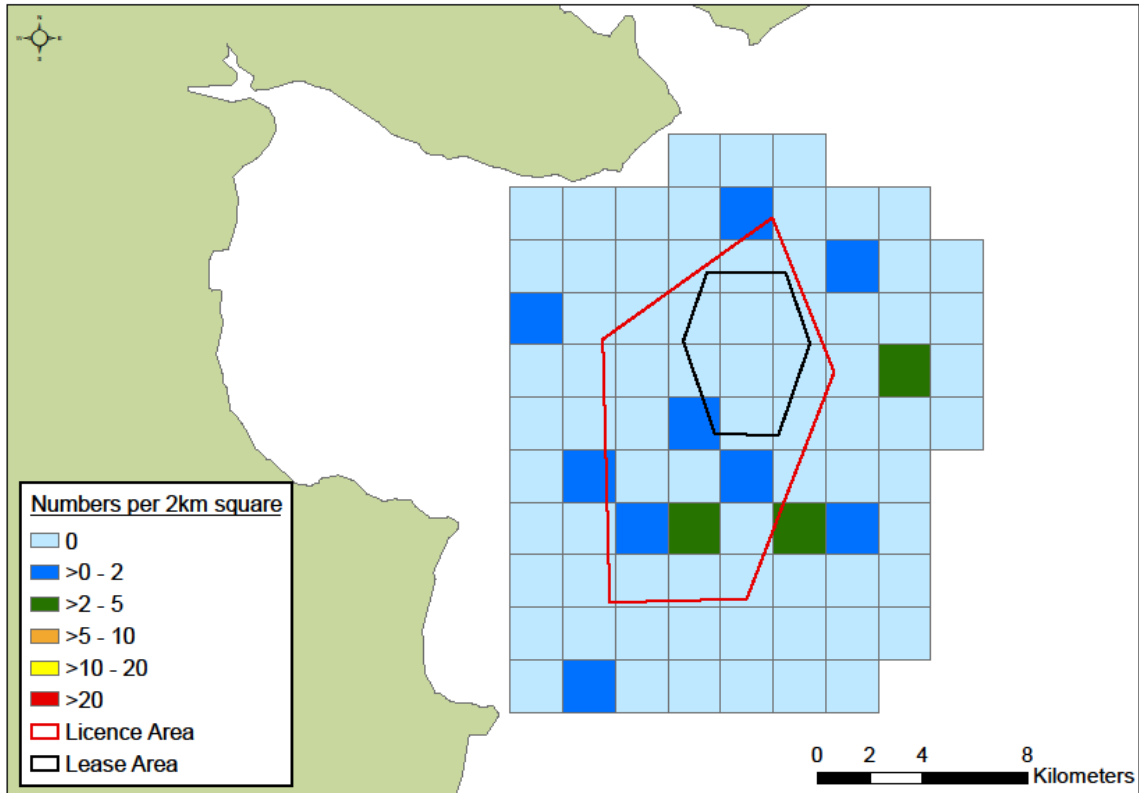 N
W E
S
Numbers per 2km square
0
>0 - 2
>2 - 5
>5 - 10
>10 - 20
>20
Licence Area
Lease Area
0 2 4 8
Kilometers